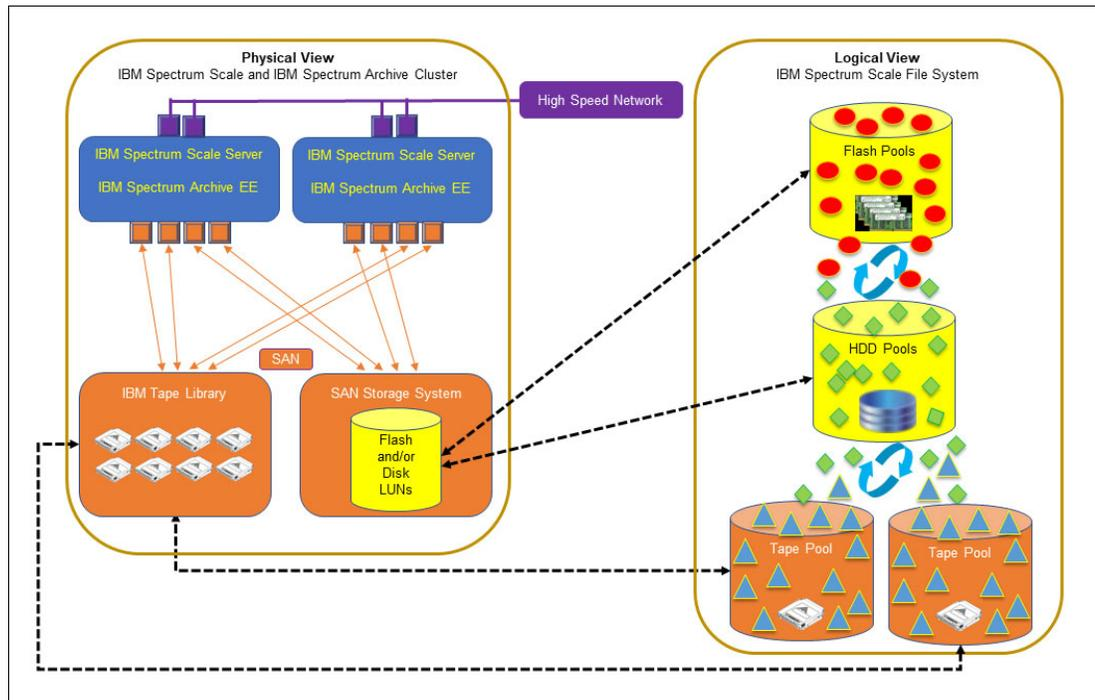 Physical View
IBM Spectrum Scale and IBM Spectrum Archive Cluster
High Speed Network
IBM Spectrum Scale Server
IBM Spectrum Archive EE
IBM Spectrum Scale Server
IBM Spectrum Archive EE
SAN
IBM Tape Library
SAN Storage System
Flash
and/or
Disk
LUNs
Logical View
IBM Spectrum Scale File System
Flash Pools
HDD Pools
Tape Pool
Tape Pool